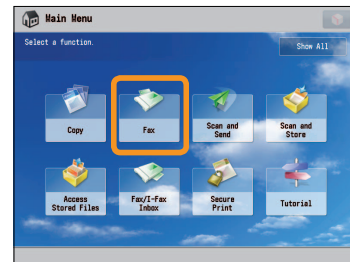 Main Menu
Select a function.
Show All
Copy
Fax
Scan and
Send
Scan and
Store
Access
Stored Files
Fax/I-Fax
Inbox
Secure
Print
Tutorial